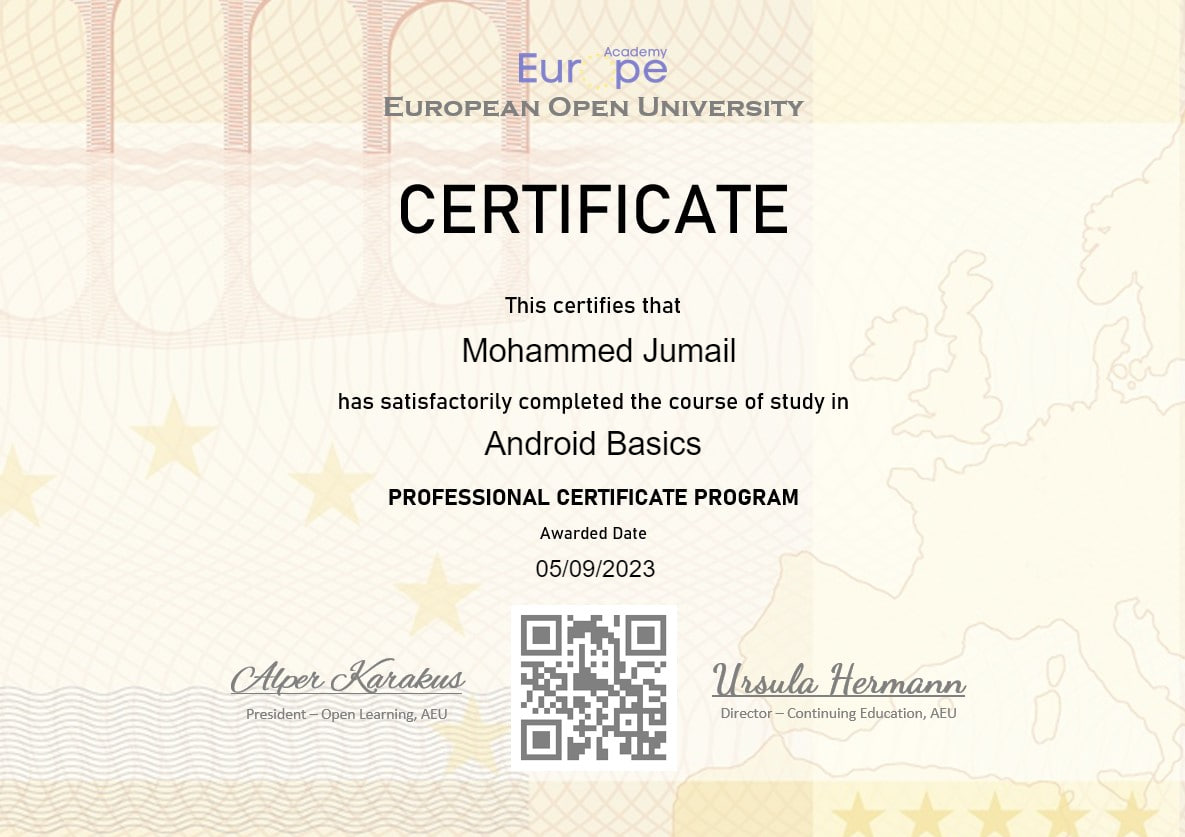 Academy
Europe
EUROPEAN OPEN UNIVERSITY
CERTIFICATE
This certifies that
Mohammed Jumail
has satisfactorily completed the course of study in
Android Basics
PROFESSIONAL CERTIFICATE PROGRAM
Awarded Date
05/09/2023
Alper Karakus
President – Open Learning, AEU
Ursula Hermann
Director – Continuing Education, AEU